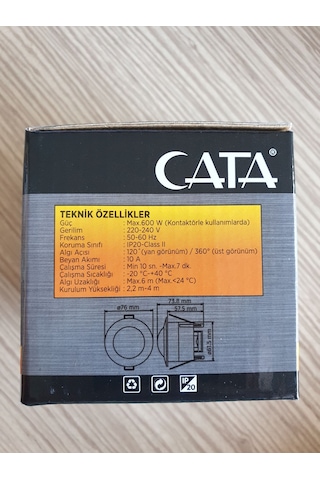 CATA®
TEKNİK ÖZELLİKLER
Güç : Max.600 W (Kontaktörle kullanımlarda)
Gerilim : 220-240 V
Frekans : 50-60 Hz
Koruma Sınıfı : IP20-Class II
Algı Açısı : 120° (yan görünüm) / 360° (üst görünüm)
Beyan Akımı : 10 A
Çalışma Süresi : Min 10 sn. -Max.7 dk.
Çalışma Sıcaklığı : -20 °C-+40 °C
Algı Uzaklığı : Max.6 m (Max.<24 °C)
Kurulum Yüksekliği : 2,2 m-4 m
73.8 mm
ø76 mm
57.5 mm
IP
20